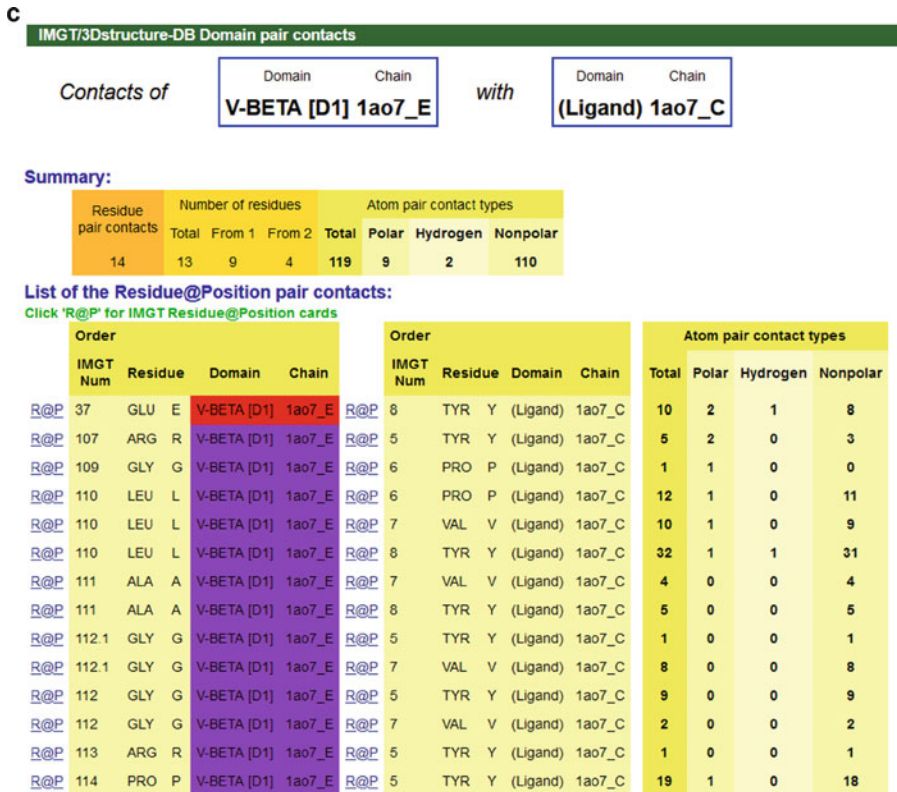 c
IMGT/3Dstructure-DB Domain pair contacts
Contacts of Domain Chain V-BETA [D1] 1ao7_E with Domain Chain (Ligand) 1ao7_C
Summary:
Residue pair contacts Number of residues Atom pair contact types
Total From 1 From 2 Total Polar Hydrogen Nonpolar
14 13 9 4 119 9 2 110
List of the Residue@Position pair contacts:
Click 'R@P' for IMGT Residue@Position cards
Order Order Atom pair contact types
IMGT Num Residue Domain Chain IMGT Num Residue Domain Chain Total Polar Hydrogen Nonpolar
R@P 37 GLU E V-BETA [D1] 1ao7_E R@P 8 TYR Y (Ligand) 1ao7_C 10 2 1 8
R@P 107 ARG R V-BETA [D1] 1ao7_E R@P 5 TYR Y (Ligand) 1ao7_C 5 2 0 3
R@P 109 GLY G V-BETA [D1] 1ao7_E R@P 6 PRO P (Ligand) 1ao7_C 1 1 0 0
R@P 110 LEU L V-BETA [D1] 1ao7_E R@P 6 PRO P (Ligand) 1ao7_C 12 1 0 11
R@P 110 LEU L V-BETA [D1] 1ao7_E R@P 7 VAL V (Ligand) 1ao7_C 10 1 0 9
R@P 110 LEU L V-BETA [D1] 1ao7_E R@P 8 TYR Y (Ligand) 1ao7_C 32 1 1 31
R@P 111 ALA A V-BETA [D1] 1ao7_E R@P 7 VAL V (Ligand) 1ao7_C 4 0 0 4
R@P 111 ALA A V-BETA [D1] 1ao7_E R@P 8 TYR Y (Ligand) 1ao7_C 5 0 0 5
R@P 112.1 GLY G V-BETA [D1] 1ao7_E R@P 5 TYR Y (Ligand) 1ao7_C 1 0 0 1
R@P 112.1 GLY G V-BETA [D1] 1ao7_E R@P 7 VAL V (Ligand) 1ao7_C 8 0 0 8
R@P 112 GLY G V-BETA [D1] 1ao7_E R@P 5 TYR Y (Ligand) 1ao7_C 9 0 0 9
R@P 112 GLY G V-BETA [D1] 1ao7_E R@P 7 VAL V (Ligand) 1ao7_C 2 0 0 2
R@P 113 ARG R V-BETA [D1] 1ao7_E R@P 5 TYR Y (Ligand) 1ao7_C 1 0 0 1
R@P 114 PRO P V-BETA [D1] 1ao7_E R@P 5 TYR Y (Ligand) 1ao7_C 19 1 0 18